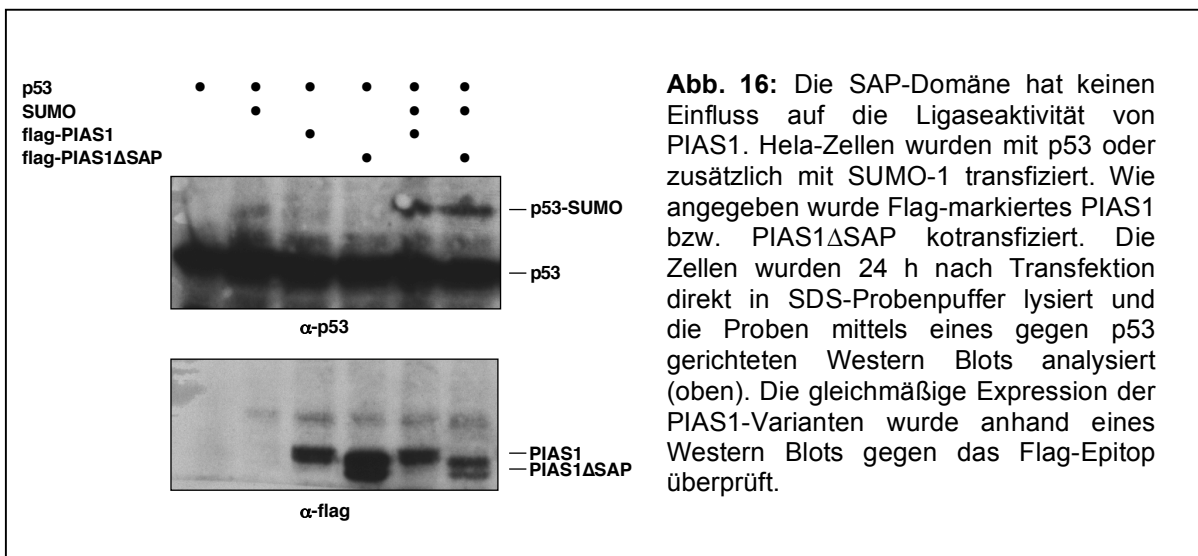 p53
SUMO
flag-PIAS1
flag-PIAS1ΔSAP
p53-SUMO
p53
α-p53
PIAS1
PIAS1ΔSAP
α-flag
Abb. 16: Die SAP-Domäne hat keinen
Einfluss auf die Ligaseaktivität von
PIAS1. Hela-Zellen wurden mit p53 oder
zusätzlich mit SUMO-1 transfiziert. Wie
angegeben wurde Flag-markiertes PIAS1
bzw. PIAS1ΔSAP kotransfiziert. Die
Zellen wurden 24 h nach Transfektion
direkt in SDS-Probenpuffer lysiert und
die Proben mittels eines gegen p53
gerichteten Western Blots analysiert
(oben). Die gleichmäßige Expression der
PIAS1-Varianten wurde anhand eines
Western Blots gegen das Flag-Epitop
überprüft.